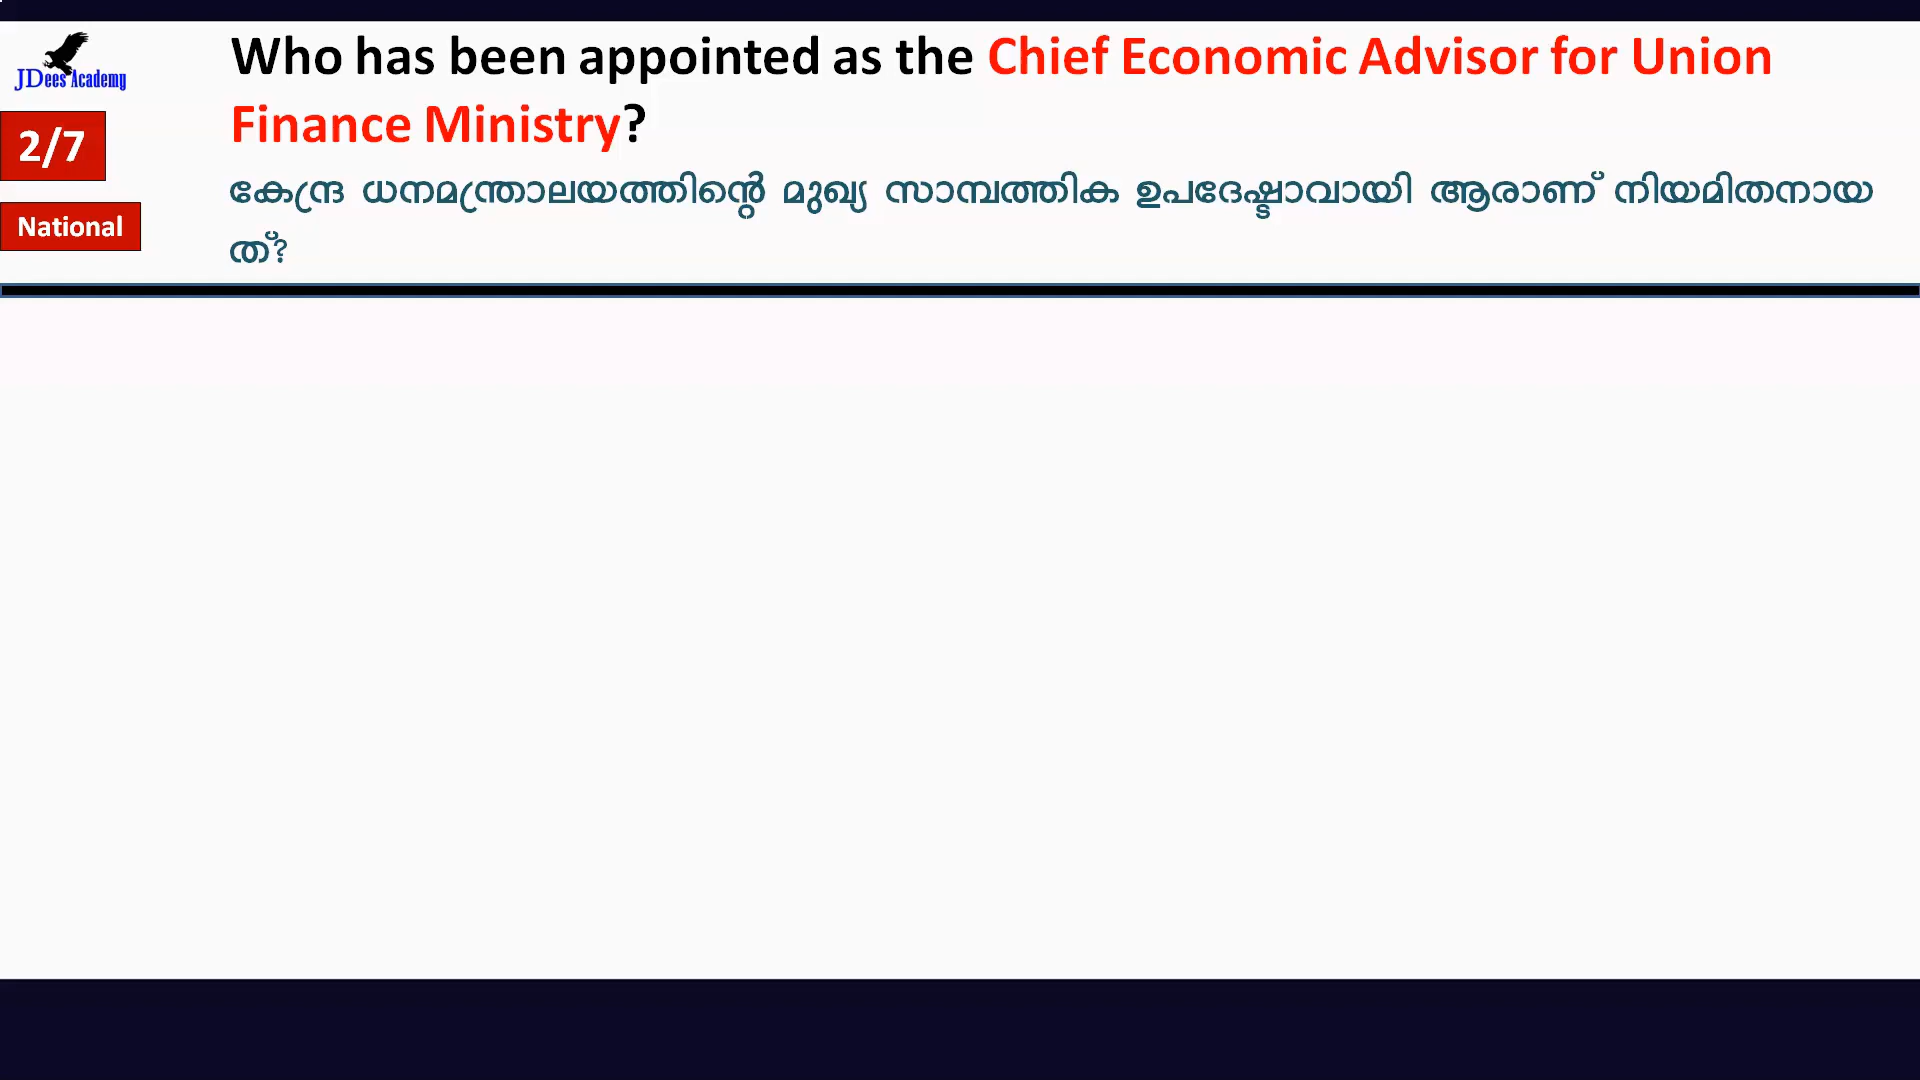 JDees Academy
Who has been appointed as the Chief Economic Advisor for Union
Finance Ministry?
2/7
കേന്ദ്ര ധനമന്ത്രാലയത്തിന്റെ മുഖ്യ സാമ്പത്തിക ഉപദേഷ്ടാവായി ആരാണ് നിയമിതനായ
ത്?
National